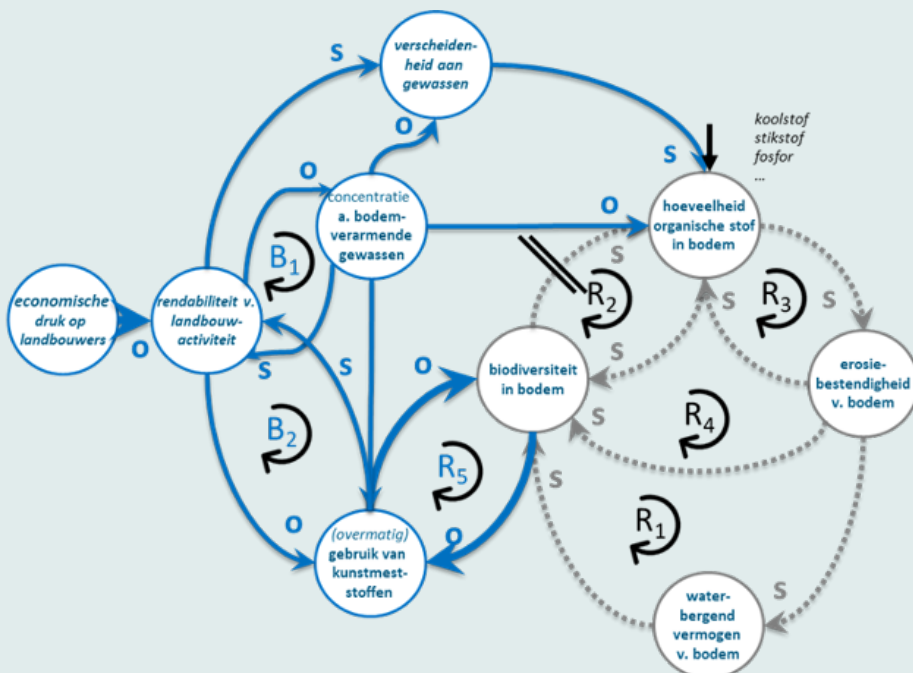 verscheiden-
heid aan
gewassen
S
O
koolstof
stikstof
fosfor
...
S
O
concentratie
a. bodem-
verarmende
gewassen
O
hoeveelheid
organische stof
in bodem
B1
S
R2
S
R3
S
economische
druk op
landbouwers
O
rendabiliteit v.
landbouw-
activiteit
S
S
O
biodiversiteit
in bodem
S
erosie-
bestendigheid
v. bodem
S
R4
B2
R5
S
R1
O
O
(overmatig)
gebruik van
kunstmest-
stoffen
S
water-
bergend
vermogen
v. bodem